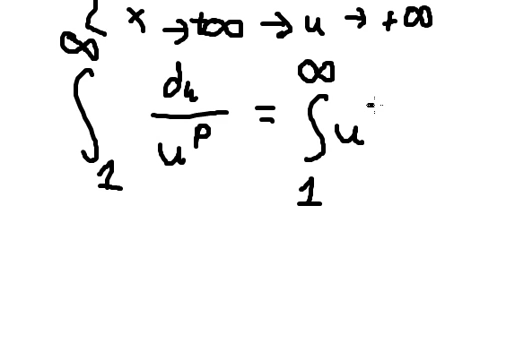 { x → +∞ → u → +∞
∫₁^∞ du/u^p = ∫₁^∞ u